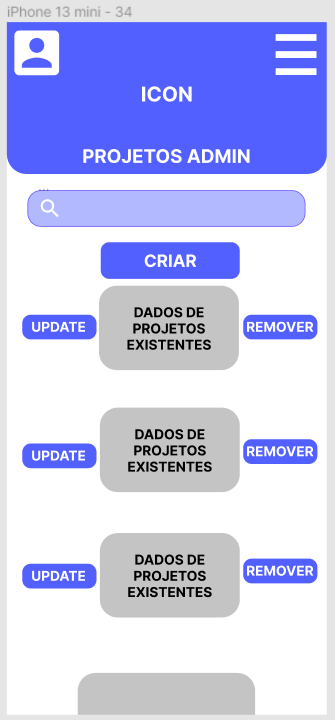 iPhone 13 mini - 34
ICON
PROJETOS ADMIN
...
CRIAR
DADOS DE
PROJETOS
EXISTENTES
UPDATE
REMOVER
DADOS DE
PROJETOS
EXISTENTES
UPDATE
REMOVER
DADOS DE
PROJETOS
EXISTENTES
UPDATE
REMOVER